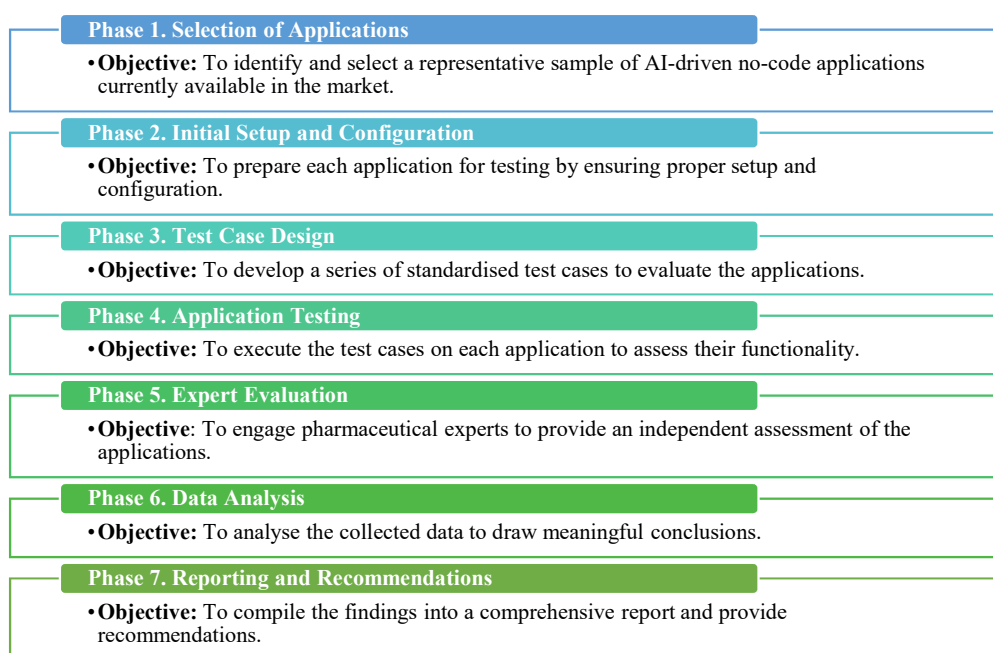 Phase 1. Selection of Applications
•Objective: To identify and select a representative sample of AI-driven no-code applications
currently available in the market.
Phase 2. Initial Setup and Configuration
•Objective: To prepare each application for testing by ensuring proper setup and
configuration.
Phase 3. Test Case Design
•Objective: To develop a series of standardised test cases to evaluate the applications.
Phase 4. Application Testing
•Objective: To execute the test cases on each application to assess their functionality.
Phase 5. Expert Evaluation
•Objective: To engage pharmaceutical experts to provide an independent assessment of the
applications.
Phase 6. Data Analysis
•Objective: To analyse the collected data to draw meaningful conclusions.
Phase 7. Reporting and Recommendations
•Objective: To compile the findings into a comprehensive report and provide
recommendations.